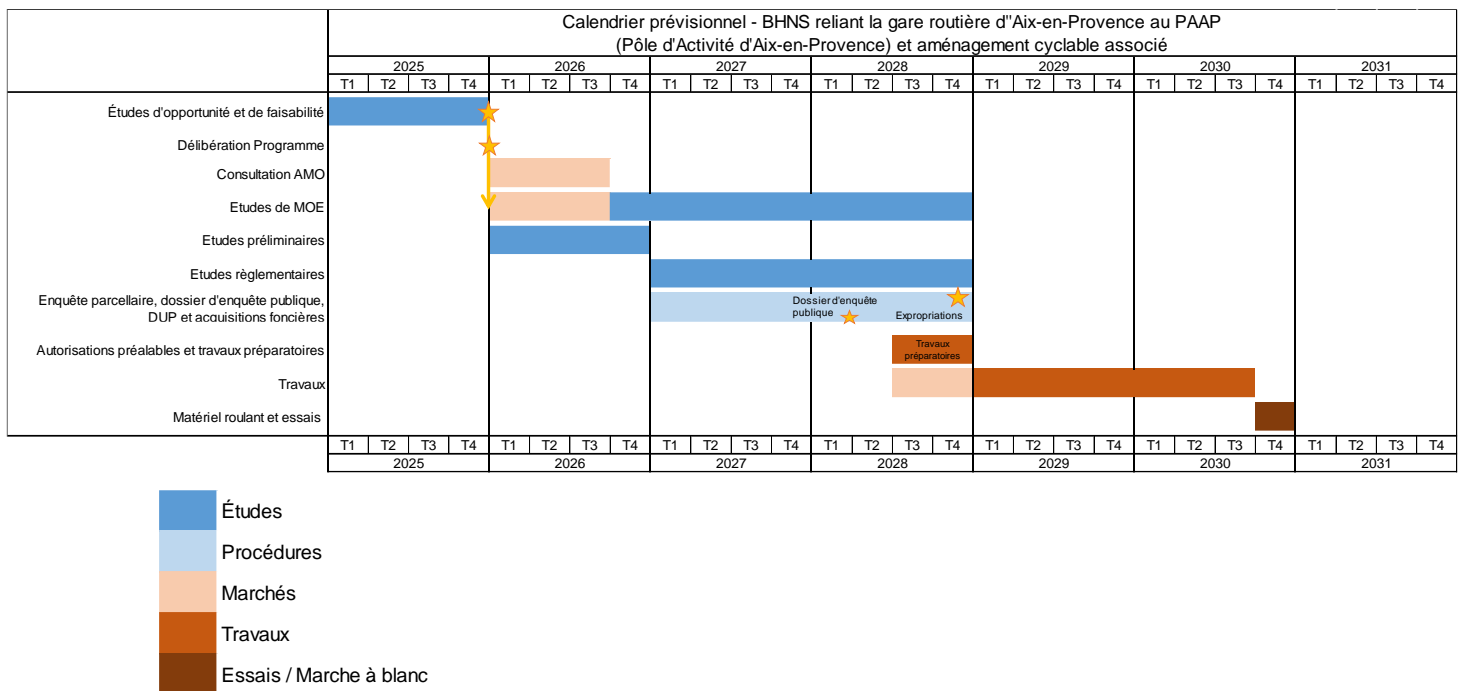 Calendrier prévisionnel - BHNS reliant la gare routière d"Aix-en-Provence au PAAP
(Pôle d'Activité d'Aix-en-Provence) et aménagement cyclable associé
2025 2026 2027 2028 2029 2030 2031
T1 T2 T3 T4 T1 T2 T3 T4 T1 T2 T3 T4 T1 T2 T3 T4 T1 T2 T3 T4 T1 T2 T3 T4 T1 T2 T3 T4
Études d'opportunité et de faisabilité
Délibération Programme
Consultation AMO
Etudes de MOE
Etudes préliminaires
Etudes règlementaires
Enquête parcellaire, dossier d'enquête publique,
DUP et acquisitions foncières
Dossier d'enquête
publique
Expropriations
Autorisations préalables et travaux préparatoires
Travaux
préparatoires
Travaux
Matériel roulant et essais
T1 T2 T3 T4 T1 T2 T3 T4 T1 T2 T3 T4 T1 T2 T3 T4 T1 T2 T3 T4 T1 T2 T3 T4 T1 T2 T3 T4
2025 2026 2027 2028 2029 2030 2031
Études
Procédures
Marchés
Travaux
Essais / Marche à blanc